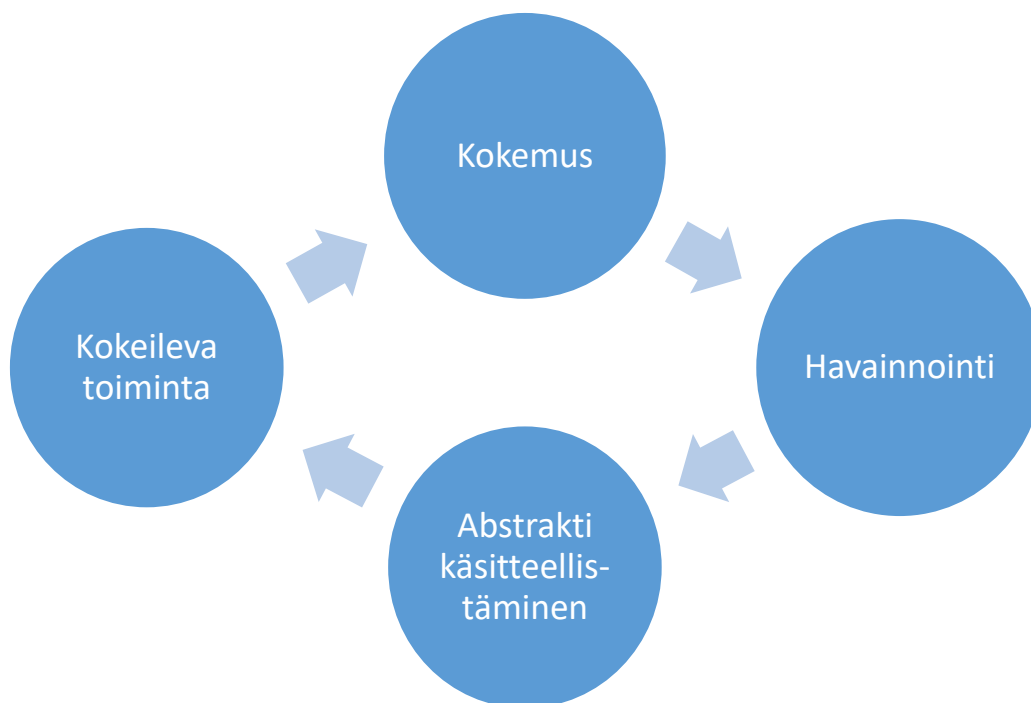 Kokemus
Havainnointi
Abstrakti
käsitteellis-
täminen
Kokeileva
toiminta